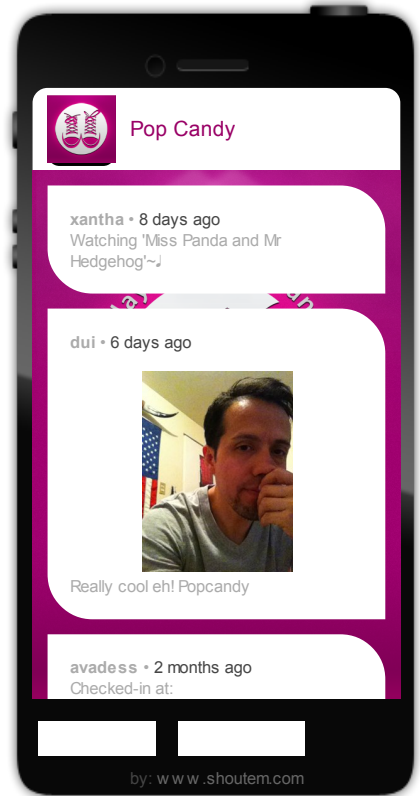 Pop Candy
xantha • 8 days ago
Watching 'Miss Panda and Mr
Hedgehog'~♩
dui • 6 days ago
Really cool eh! Popcandy
avadess • 2 months ago
Checked-in at:
by: www.shoutem.com